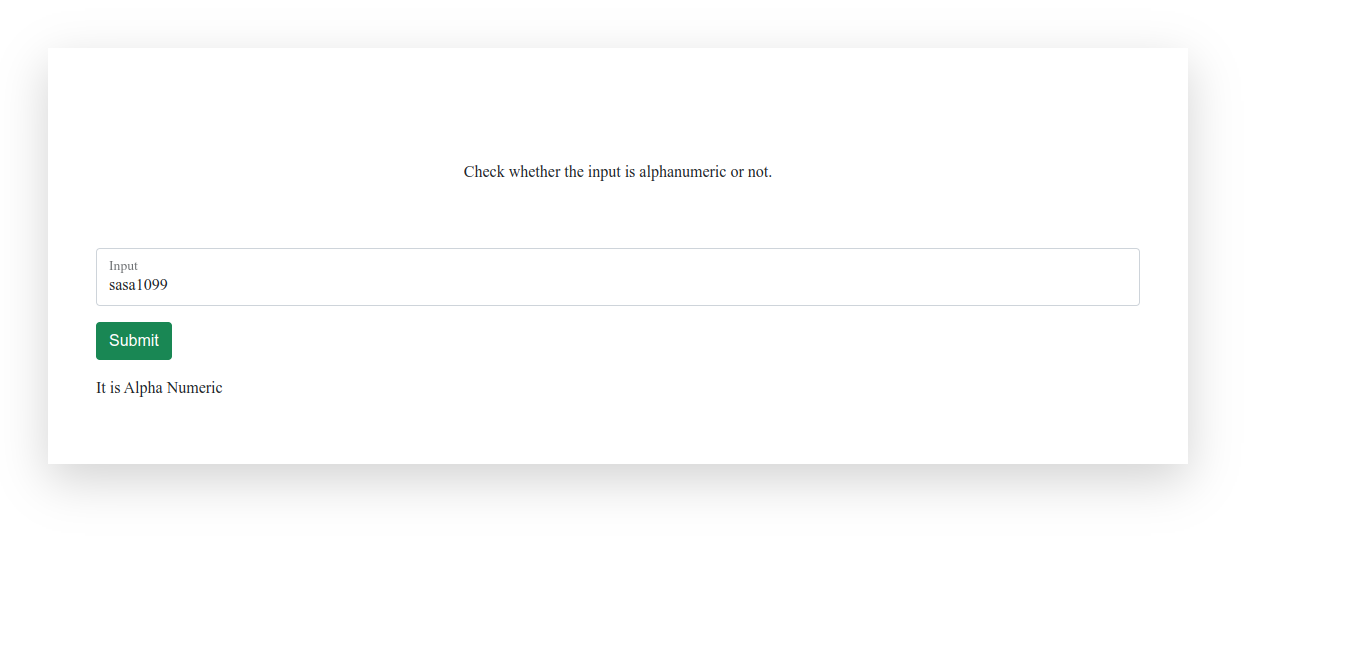 Check whether the input is alphanumeric or not.
Input
sasa1099
Submit
It is Alpha Numeric